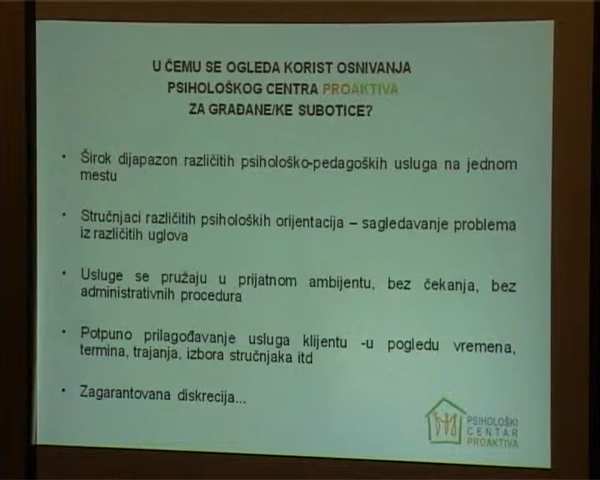 U ČEMU SE OGLEDA KORIST OSNIVANJA
PSIHOLOŠKOG CENTRA PROAKTIVA
ZA GRAĐANE/KE SUBOTICE?
• Širok dijapazon različitih psihološko-pedagoških usluga na jednom
mestu
• Stručnjaci različitih psiholoških orijentacija – sagledavanje problema
iz različitih uglova
• Usluge se pružaju u prijatnom ambijentu, bez čekanja, bez
administrativnih procedura
• Potpuno prilagođavanje usluga klijentu -u pogledu vremena,
termina, trajanja, izbora stručnjaka itd
• Zagarantovana diskrecija...
PSIHOLOŠKI
CENTAR
PROAKTIVA